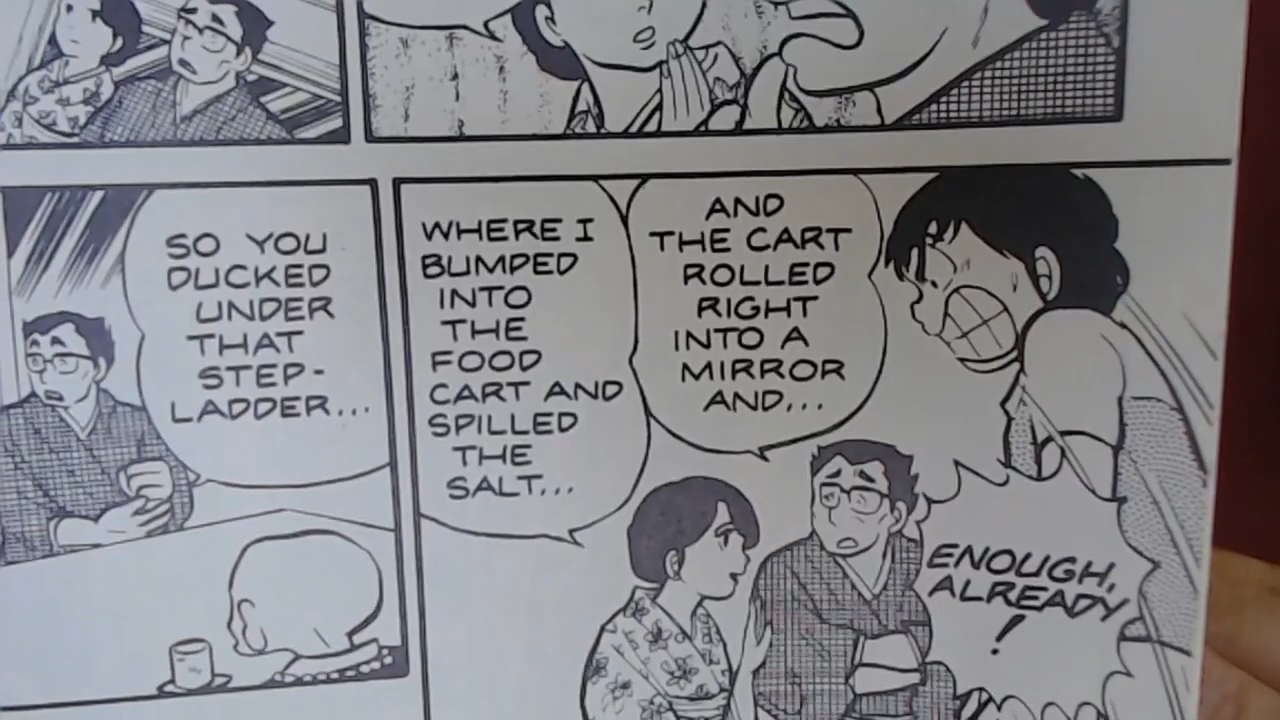 SO YOU
DUCKED
UNDER
THAT
STEP-
LADDER...
WHERE I
BUMPED
INTO
THE
FOOD
CART AND
SPILLED
THE
SALT...
AND
THE CART
ROLLED
RIGHT
INTO A
MIRROR
AND...
ENOUGH,
ALREADY
!